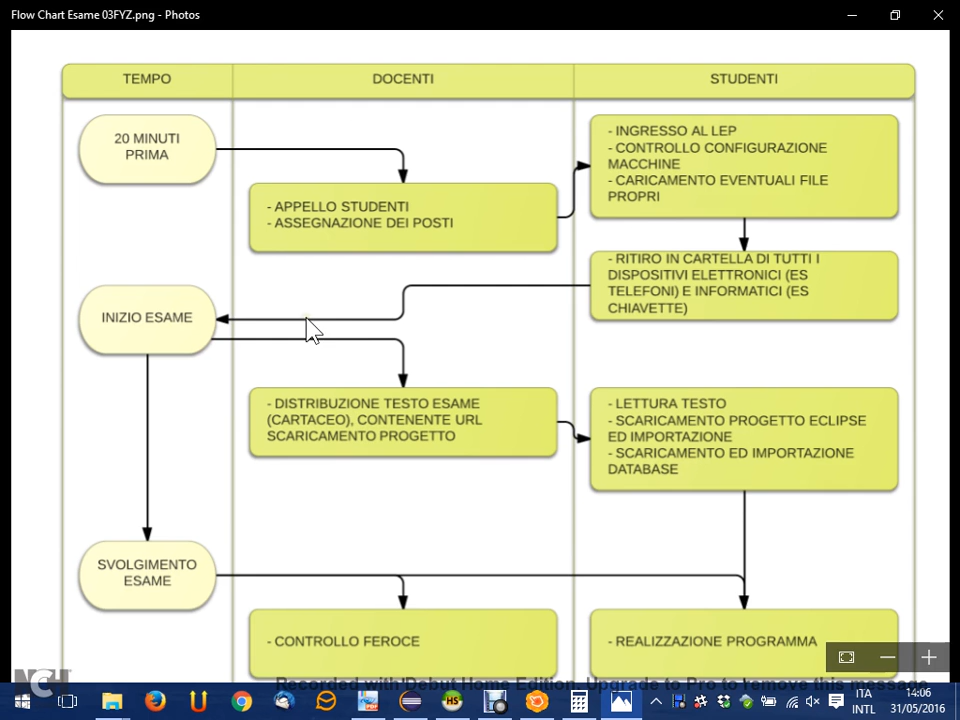 Flow Chart Esame 03FYZ.png - Photos
TEMPO
DOCENTI
STUDENTI
20 MINUTI
PRIMA
- APPELLO STUDENTI
- ASSEGNAZIONE DEI POSTI
- INGRESSO AL LEP
- CONTROLLO CONFIGURAZIONE
MACCHINE
- CARICAMENTO EVENTUALI FILE
PROPRI
- RITIRO IN CARTELLA DI TUTTI I
DISPOSITIVI ELETTRONICI (ES
TELEFONI) E INFORMATICI (ES
CHIAVETTE)
INIZIO ESAME
- DISTRIBUZIONE TESTO ESAME
(CARTACEO), CONTENENTE URL
SCARICAMENTO PROGETTO
- LETTURA TESTO
- SCARICAMENTO PROGETTO ECLIPSE
ED IMPORTAZIONE
- SCARICAMENTO ED IMPORTAZIONE
DATABASE
SVOLGIMENTO
ESAME
- CONTROLLO FEROCE
- REALIZZAZIONE PROGRAMMA
NCH
Recorded with Debut Home Edition. Upgrade to Pro to remove this message
HS
PDF
ITA
INTL
14:06
31/05/2016